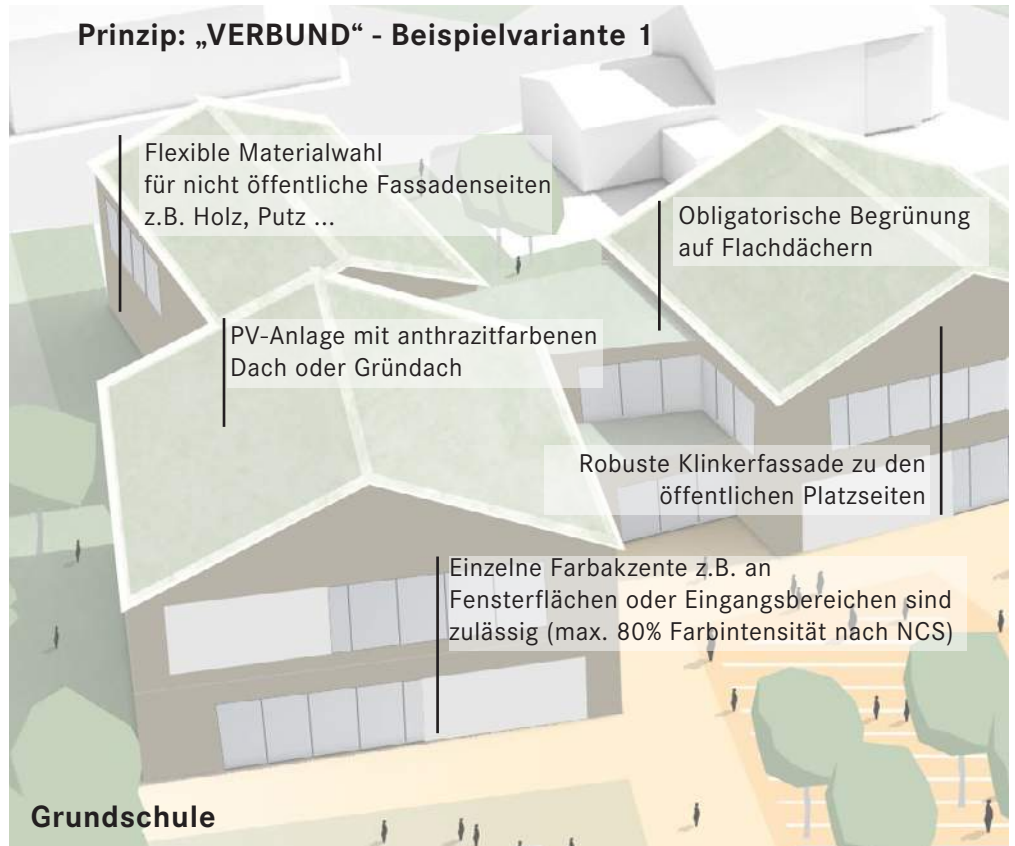 Prinzip: „VERBUND“ - Beispielvariante 1
Flexible Materialwahl
für nicht öffentliche Fassadenseiten
z.B. Holz, Putz ...
Obligatorische Begrünung
auf Flachdächern
PV-Anlage mit anthrazitfarbenen
Dach oder Gründach
Robuste Klinkerfassade zu den
öffentlichen Platzseiten
Einzelne Farbakzente z.B. an
Fensterflächen oder Eingangsbereichen sind
zulässig (max. 80% Farbintensität nach NCS)
Grundschule